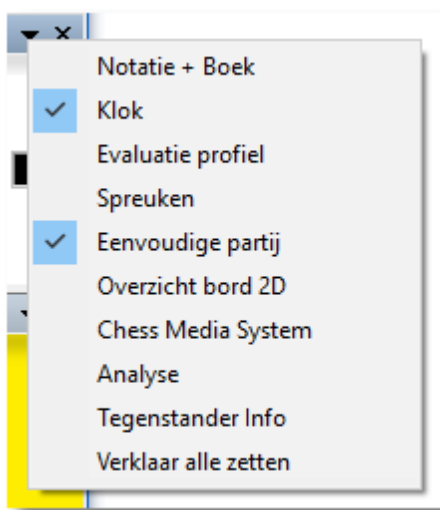 Notatie + Boek
Klok
Evaluatie profiel
Spreuken
Eenvoudige partij
Overzicht bord 2D
Chess Media System
Analyse
Tegenstander Info
Verklaar alle zetten